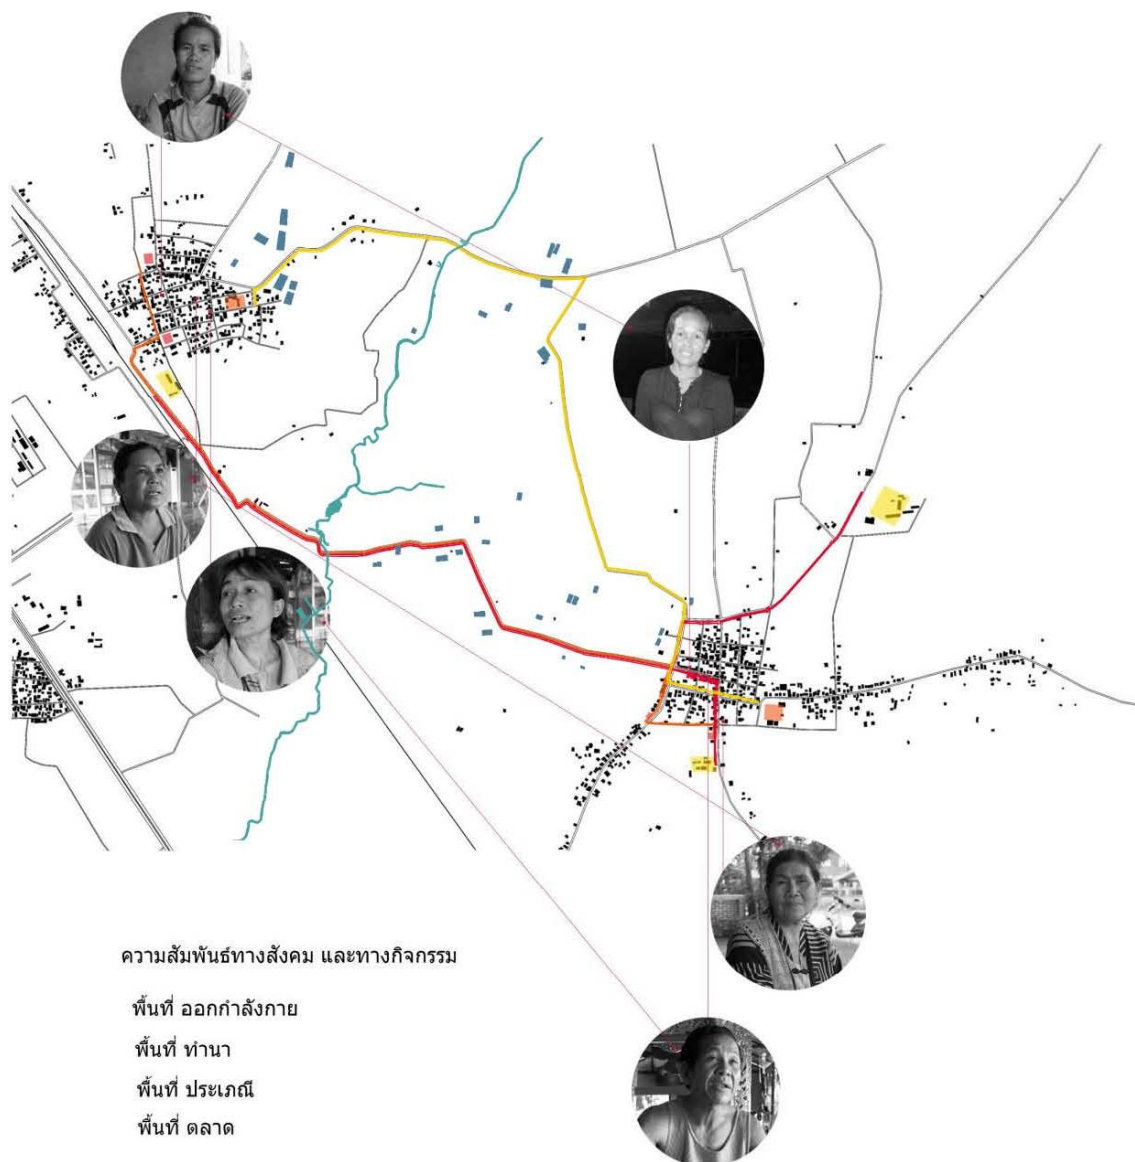 ความสัมพันธ์ทางสังคม และทางกิจกรรม
พื้นที่ ออกกำลังกาย
พื้นที่ ทำนา
พื้นที่ ประเภณี
พื้นที่ ตลาด